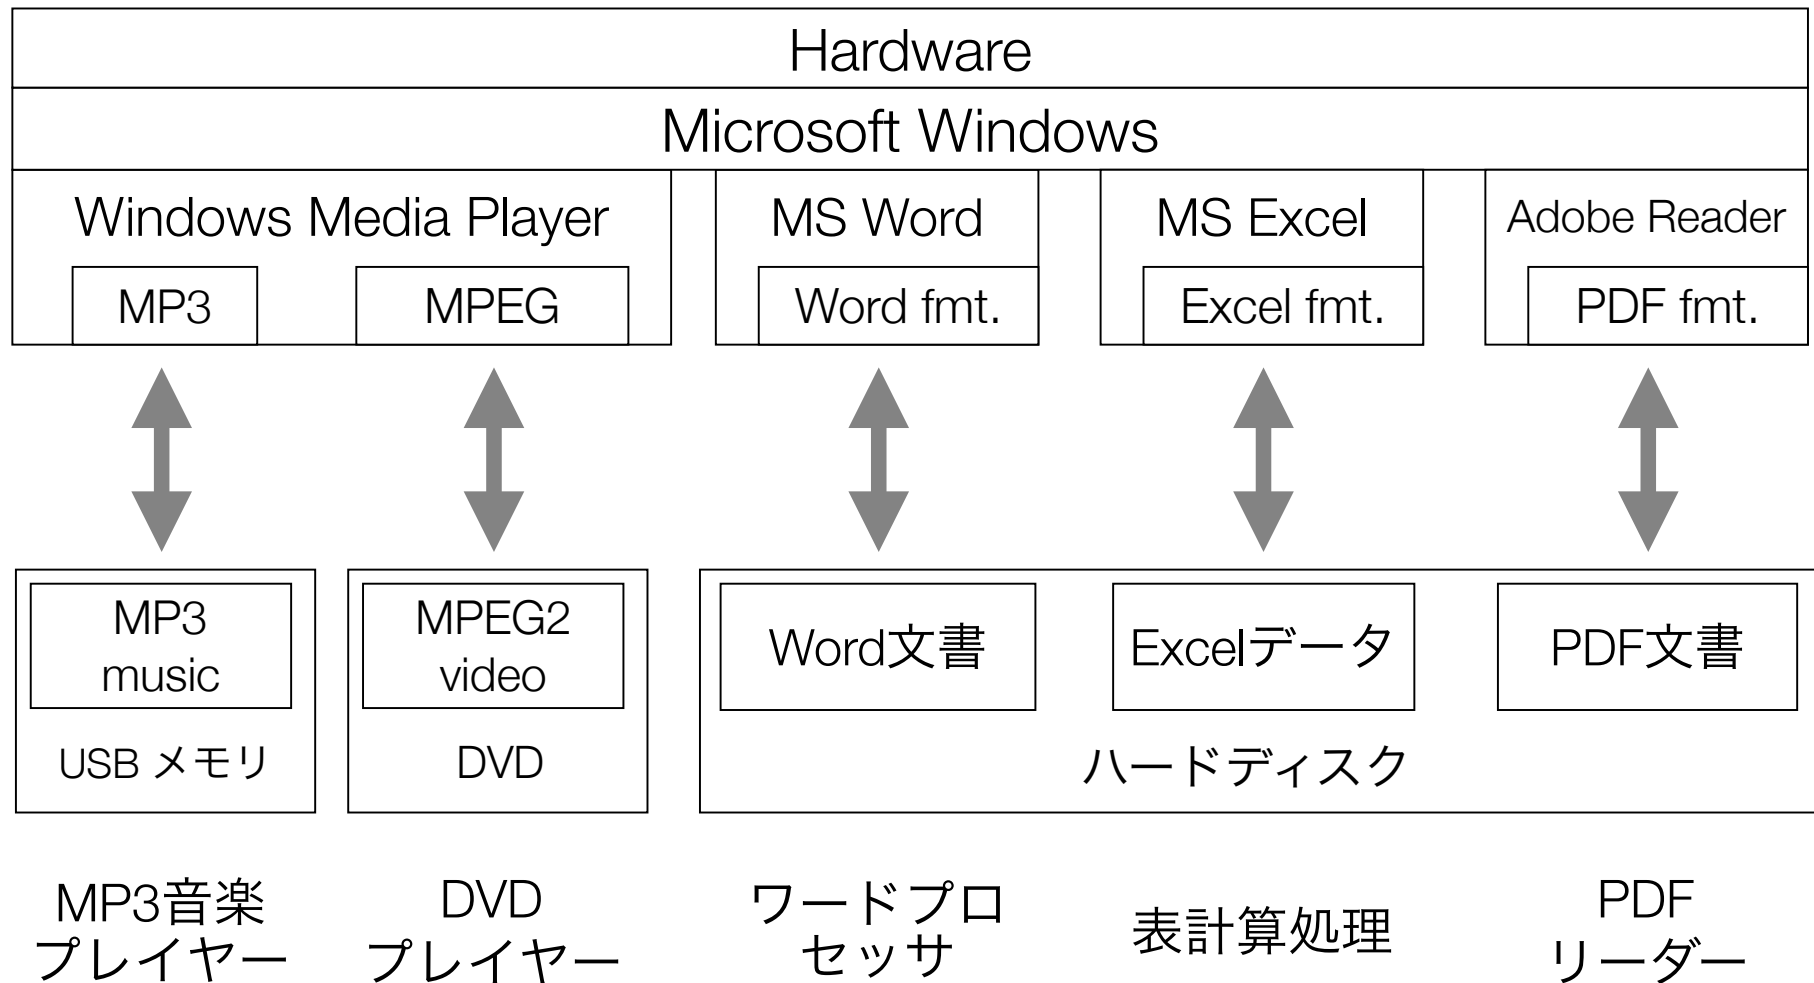 Hardware
Microsoft Windows
Windows Media Player
MS Word
MS Excel
Adobe Reader
MP3
MPEG
Word fmt.
Excel fmt.
PDF fmt.
MP3
music
MPEG2
video
Word文書
Excelデータ
PDF文書
USB メモリ
DVD
ハードディスク
MP3音楽
プレイヤー
DVD
プレイヤー
ワードプロ
セッサ
表計算処理
PDF
リーダー